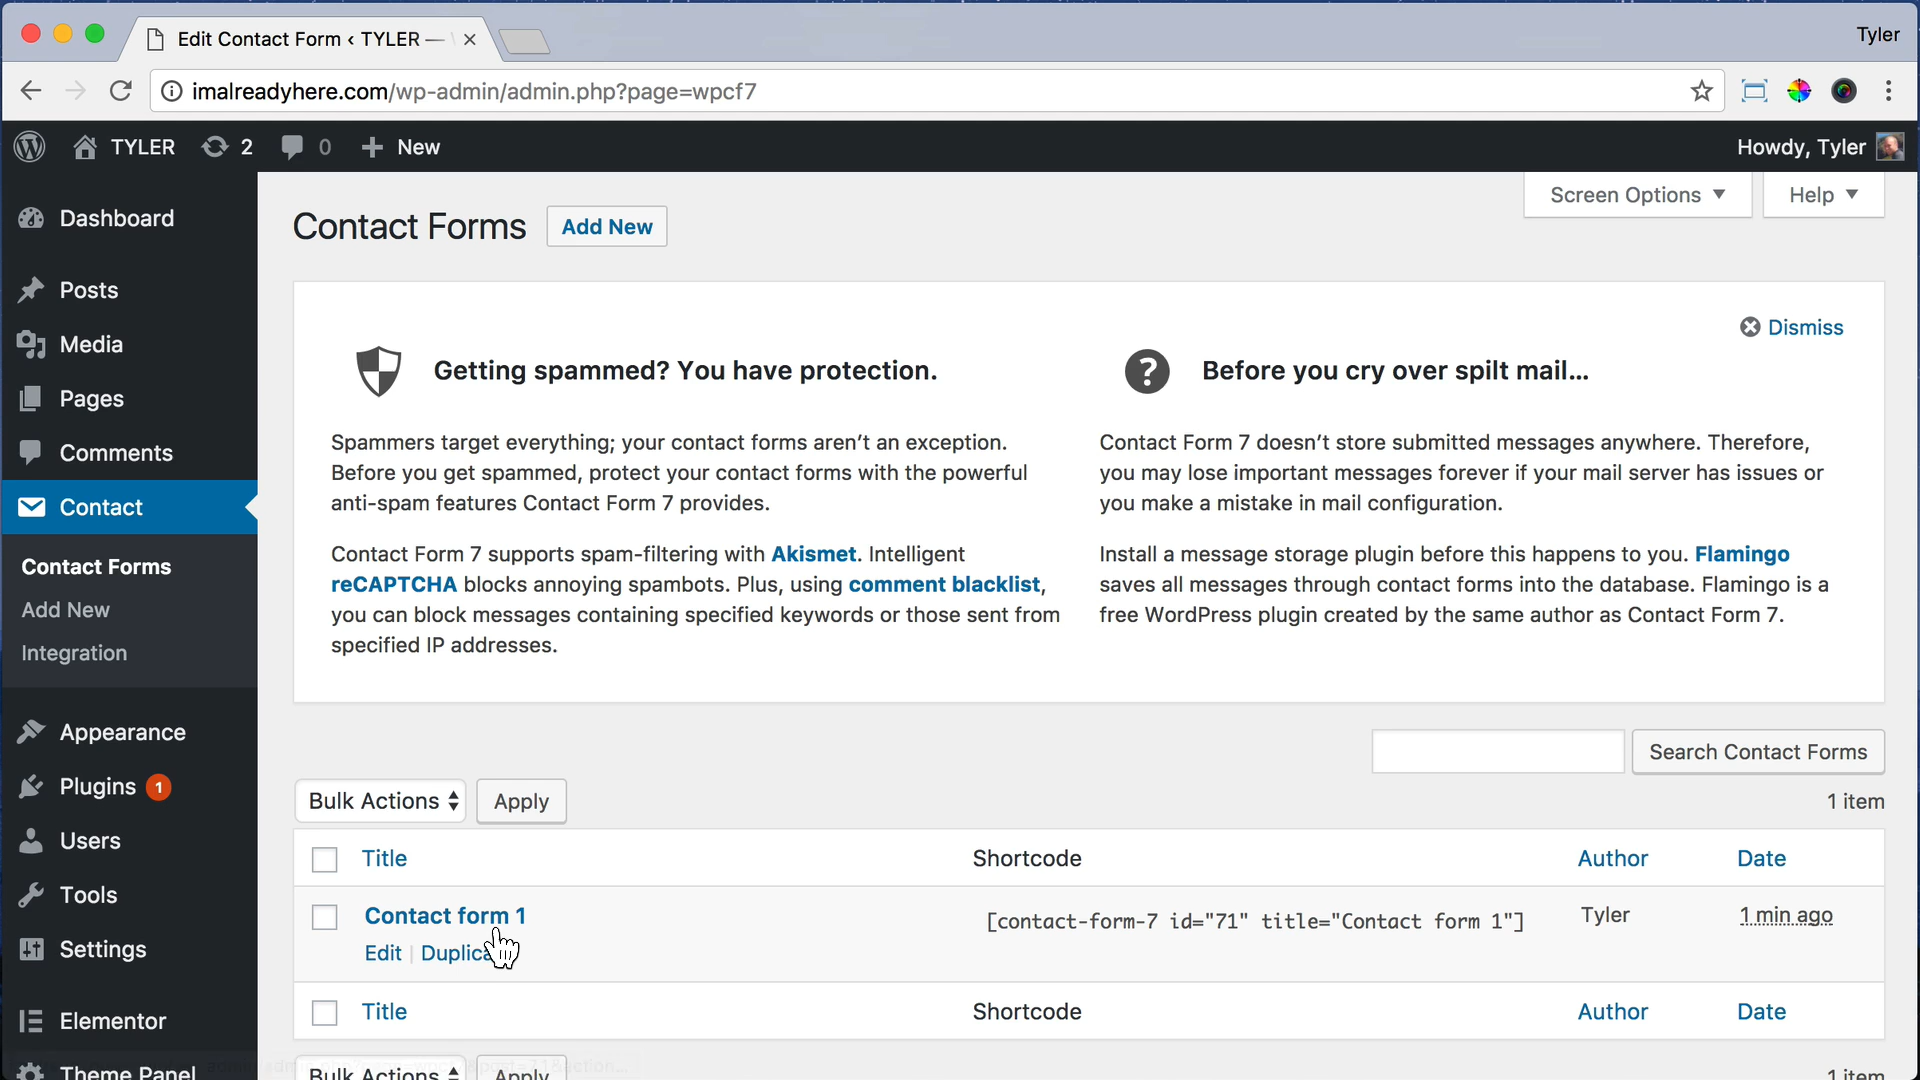 Edit Contact Form ‹ TYLER —
Tyler
imalreadyhere.com/wp-admin/admin.php?page=wpcf7
TYLER 2 0 New
Howdy, Tyler
Screen Options
Help
Dashboard
Posts
Media
Pages
Comments
Contact
Contact Forms
Add New
Integration
Appearance
Plugins 1
Users
Tools
Settings
Elementor
Theme Panel
Contact Forms Add New
Dismiss
Getting spammed? You have protection.
Spammers target everything; your contact forms aren’t an exception.
Before you get spammed, protect your contact forms with the powerful
anti-spam features Contact Form 7 provides.
Contact Form 7 supports spam-filtering with Akismet. Intelligent
reCAPTCHA blocks annoying spambots. Plus, using comment blacklist,
you can block messages containing specified keywords or those sent from
specified IP addresses.
? Before you cry over spilt mail…
Contact Form 7 doesn’t store submitted messages anywhere. Therefore,
you may lose important messages forever if your mail server has issues or
you make a mistake in mail configuration.
Install a message storage plugin before this happens to you. Flamingo
saves all messages through contact forms into the database. Flamingo is a
free WordPress plugin created by the same author as Contact Form 7.
Search Contact Forms
Bulk Actions Apply
1 item
Title Shortcode Author Date
Contact form 1 [contact-form-7 id="71" title="Contact form 1"] Tyler 1 min ago
Edit | Duplica
Title Shortcode Author Date
Bulk Actions Apply
1 item